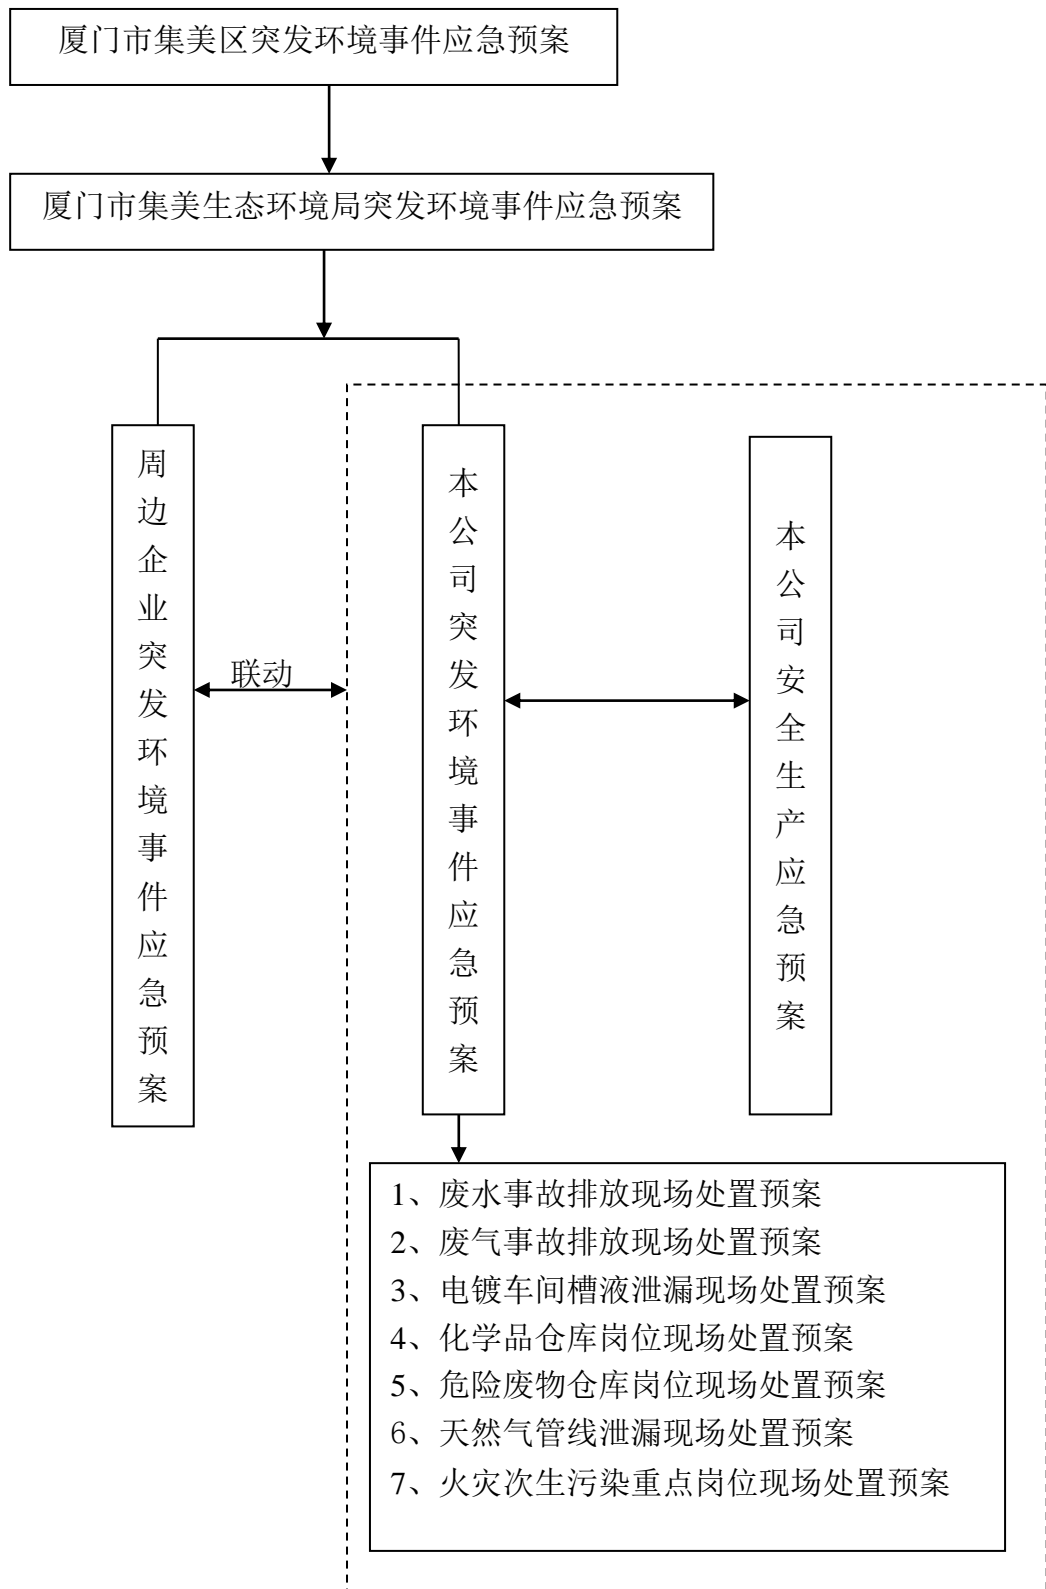 厦门市集美区突发环境事件应急预案
厦门市集美生态环境局突发环境事件应急预案
周边企业突发环境事件应急预案
联动
本公司突发环境事件应急预案
本公司安全生产应急预案
1、废水事故排放现场处置预案
2、废气事故排放现场处置预案
3、电镀车间槽液泄漏现场处置预案
4、化学品仓库岗位现场处置预案
5、危险废物仓库岗位现场处置预案
6、天然气管线泄漏现场处置预案
7、火灾次生污染重点岗位现场处置预案